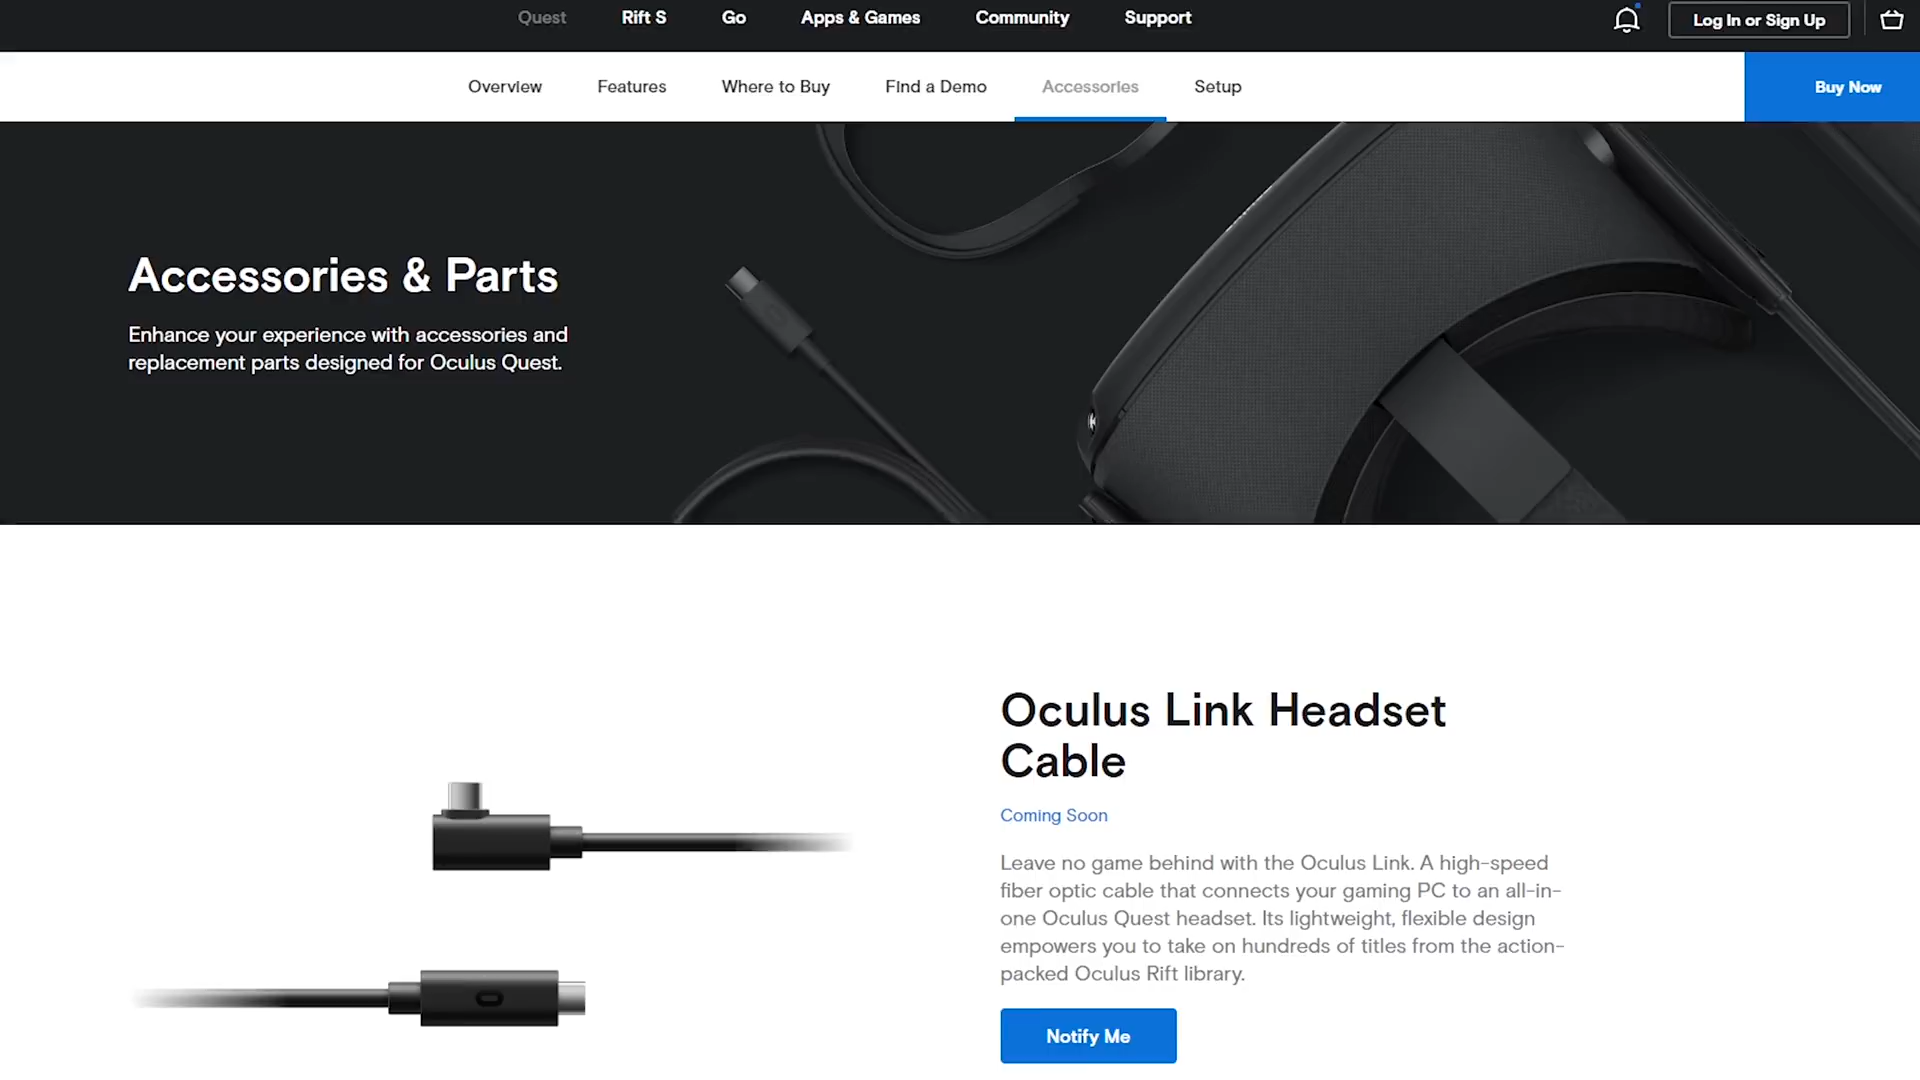 Quest Rift S Go Apps & Games Community Support Log In or Sign Up
Overview Features Where to Buy Find a Demo Accessories Setup Buy Now
Accessories & Parts
Enhance your experience with accessories and
replacement parts designed for Oculus Quest.
Oculus Link Headset
Cable
Coming Soon
Leave no game behind with the Oculus Link. A high-speed
fiber optic cable that connects your gaming PC to an all-in-
one Oculus Quest headset. Its lightweight, flexible design
empowers you to take on hundreds of titles from the action-
packed Oculus Rift library.
Notify Me